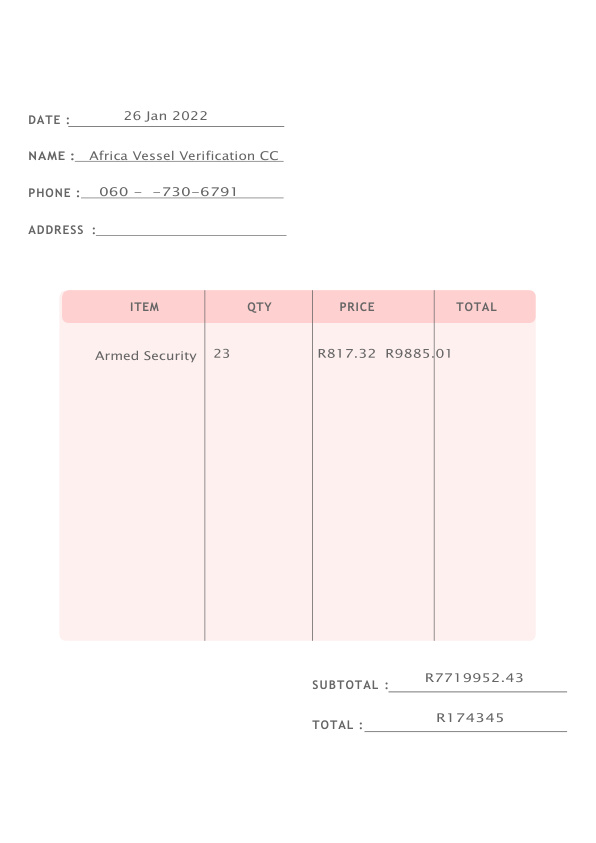 DATE : 26 Jan 2022
NAME : Africa Vessel Verification CC
PHONE : 060 – –730–6791
ADDRESS :
ITEM QTY PRICE TOTAL
Armed Security 23 R817.32 R9885.01
SUBTOTAL : R7719952.43
TOTAL : R174345